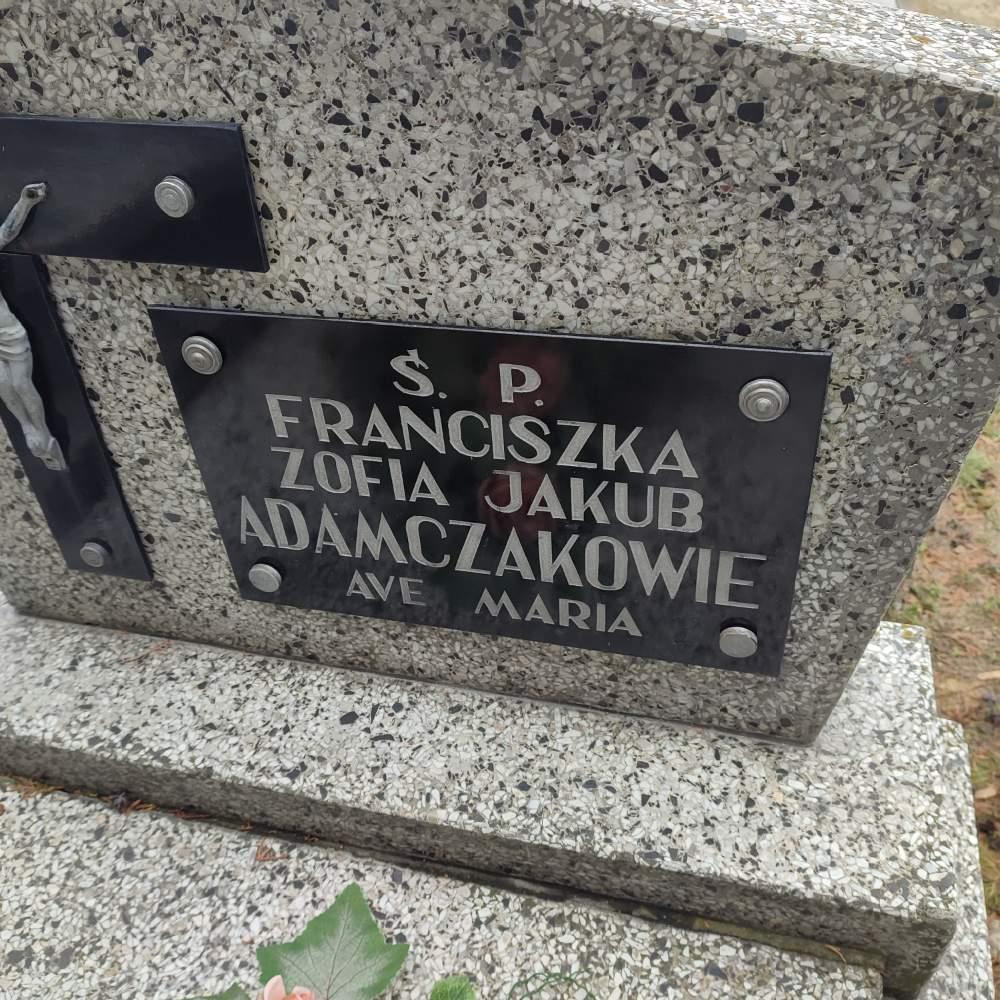 Ś. P.
FRANCISZKA
ZOFIA JAKUB
ADAMCZAKOWIE
AVE MARIA